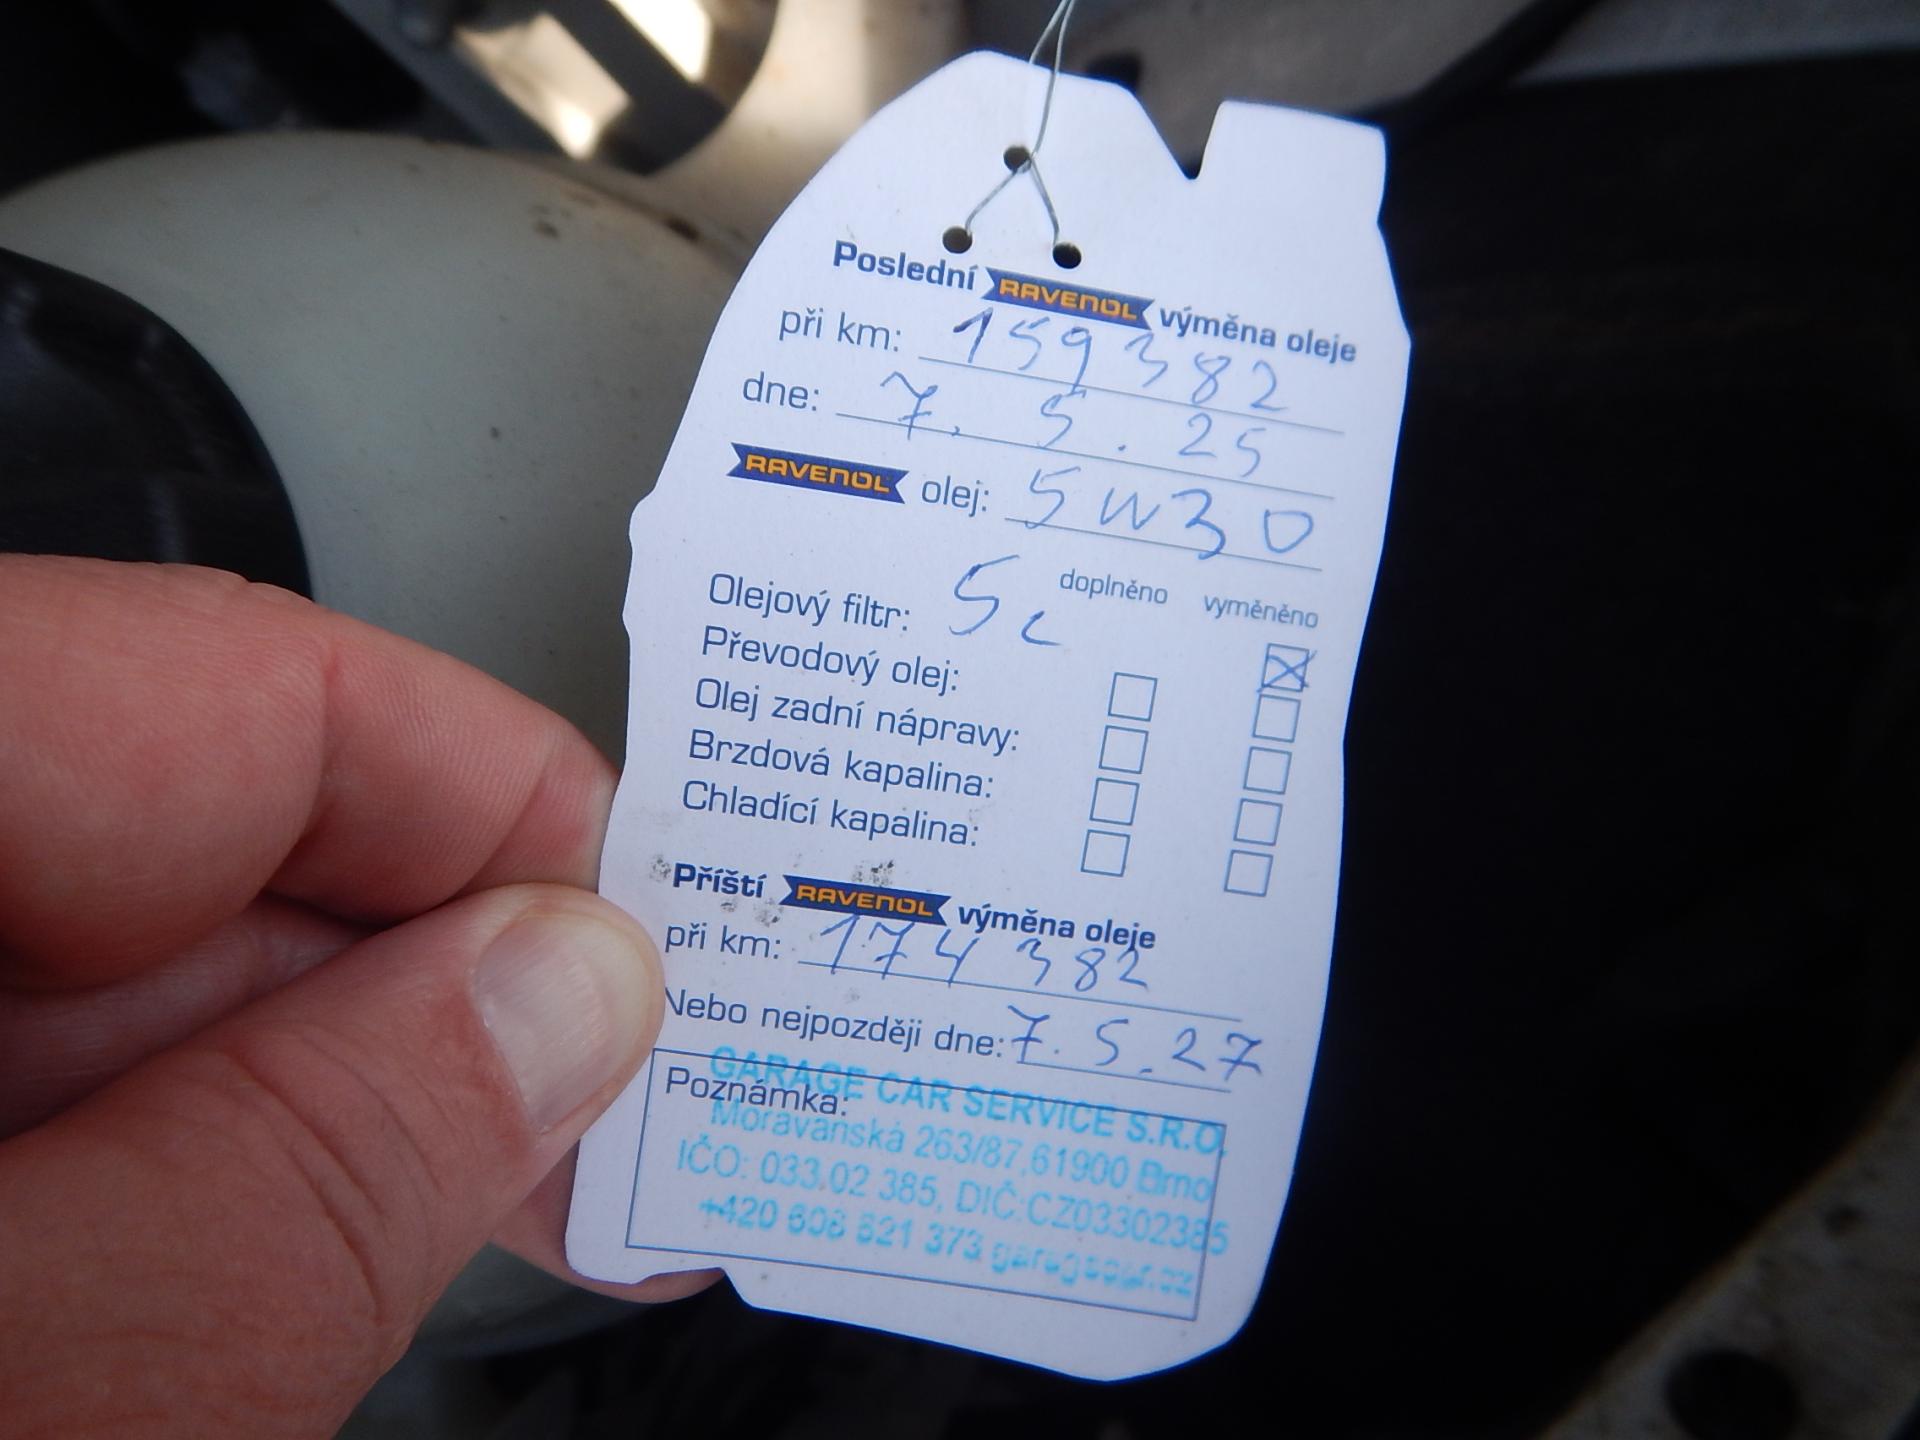 Poslední RAVENOL výměna oleje
při km: 159382
dne: 7. 5. 25
RAVENOL olej: 5W30
doplněno vyměněno
Olejový filtr:
Převodový olej:
Olej zadní nápravy:
Brzdová kapalina:
Chladící kapalina:
Příští RAVENOL výměna oleje
při km: 174382
Nebo nejpozději dne: 7. 5. 27
Poznámka:
GARAGE CAR SERVICE S.R.O.
Moravanská 263/87, 61900 Brno
IČO: 033 02 385, DIČ:CZ03302385
+420 608 621 373